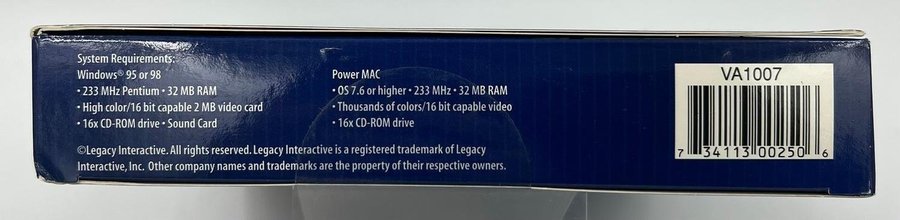 System Requirements:
Windows® 95 or 98
• 233 MHz Pentium • 32 MB RAM
• High color/16 bit capable 2 MB video card
• 16x CD-ROM drive • Sound Card
Power MAC
• OS 7.6 or higher • 233 MHz • 32 MB RAM
• Thousands of colors/16 bit capable video
• 16x CD-ROM drive
©Legacy Interactive. All rights reserved. Legacy Interactive is a registered trademark of Legacy
Interactive, Inc. Other company names and trademarks are the property of their respective owners.
VA1007
7 34113 00250 6